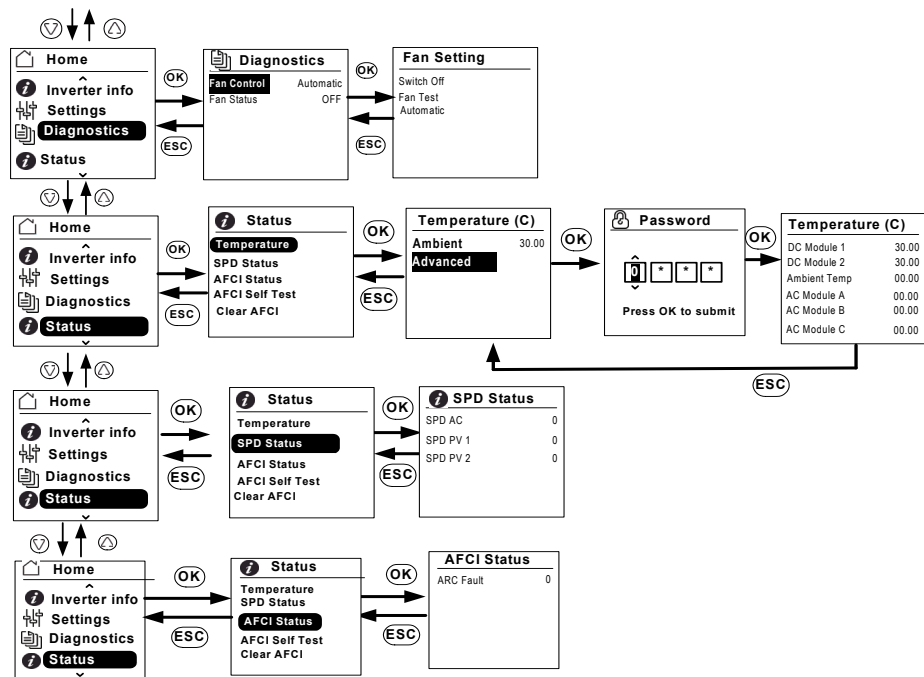 Home
Inverter info
Settings
Diagnostics
Status
OK
ESC
Diagnostics
Fan Control Automatic
Fan Status OFF
OK
ESC
Fan Setting
Switch Off
Fan Test
Automatic
Home
Inverter info
Settings
Diagnostics
Status
OK
ESC
Status
Temperature
SPD Status
AFCI Status
AFCI Self Test
Clear AFCI
OK
ESC
Temperature (C)
Ambient 30.00
Advanced
OK
Password
0 * * *
Press OK to submit
OK
Temperature (C)
DC Module 1 30.00
DC Module 2 30.00
Ambient Temp 00.00
AC Module A 00.00
AC Module B 00.00
AC Module C 00.00
ESC
Home
Inverter info
Settings
Diagnostics
Status
OK
ESC
Status
Temperature
SPD Status
AFCI Status
AFCI Self Test
Clear AFCI
OK
ESC
SPD Status
SPD AC 0
SPD PV 1 0
SPD PV 2 0
Home
Inverter info
Settings
Diagnostics
Status
OK
ESC
Status
Temperature
SPD Status
AFCI Status
AFCI Self Test
Clear AFCI
OK
ESC
AFCI Status
ARC Fault 0